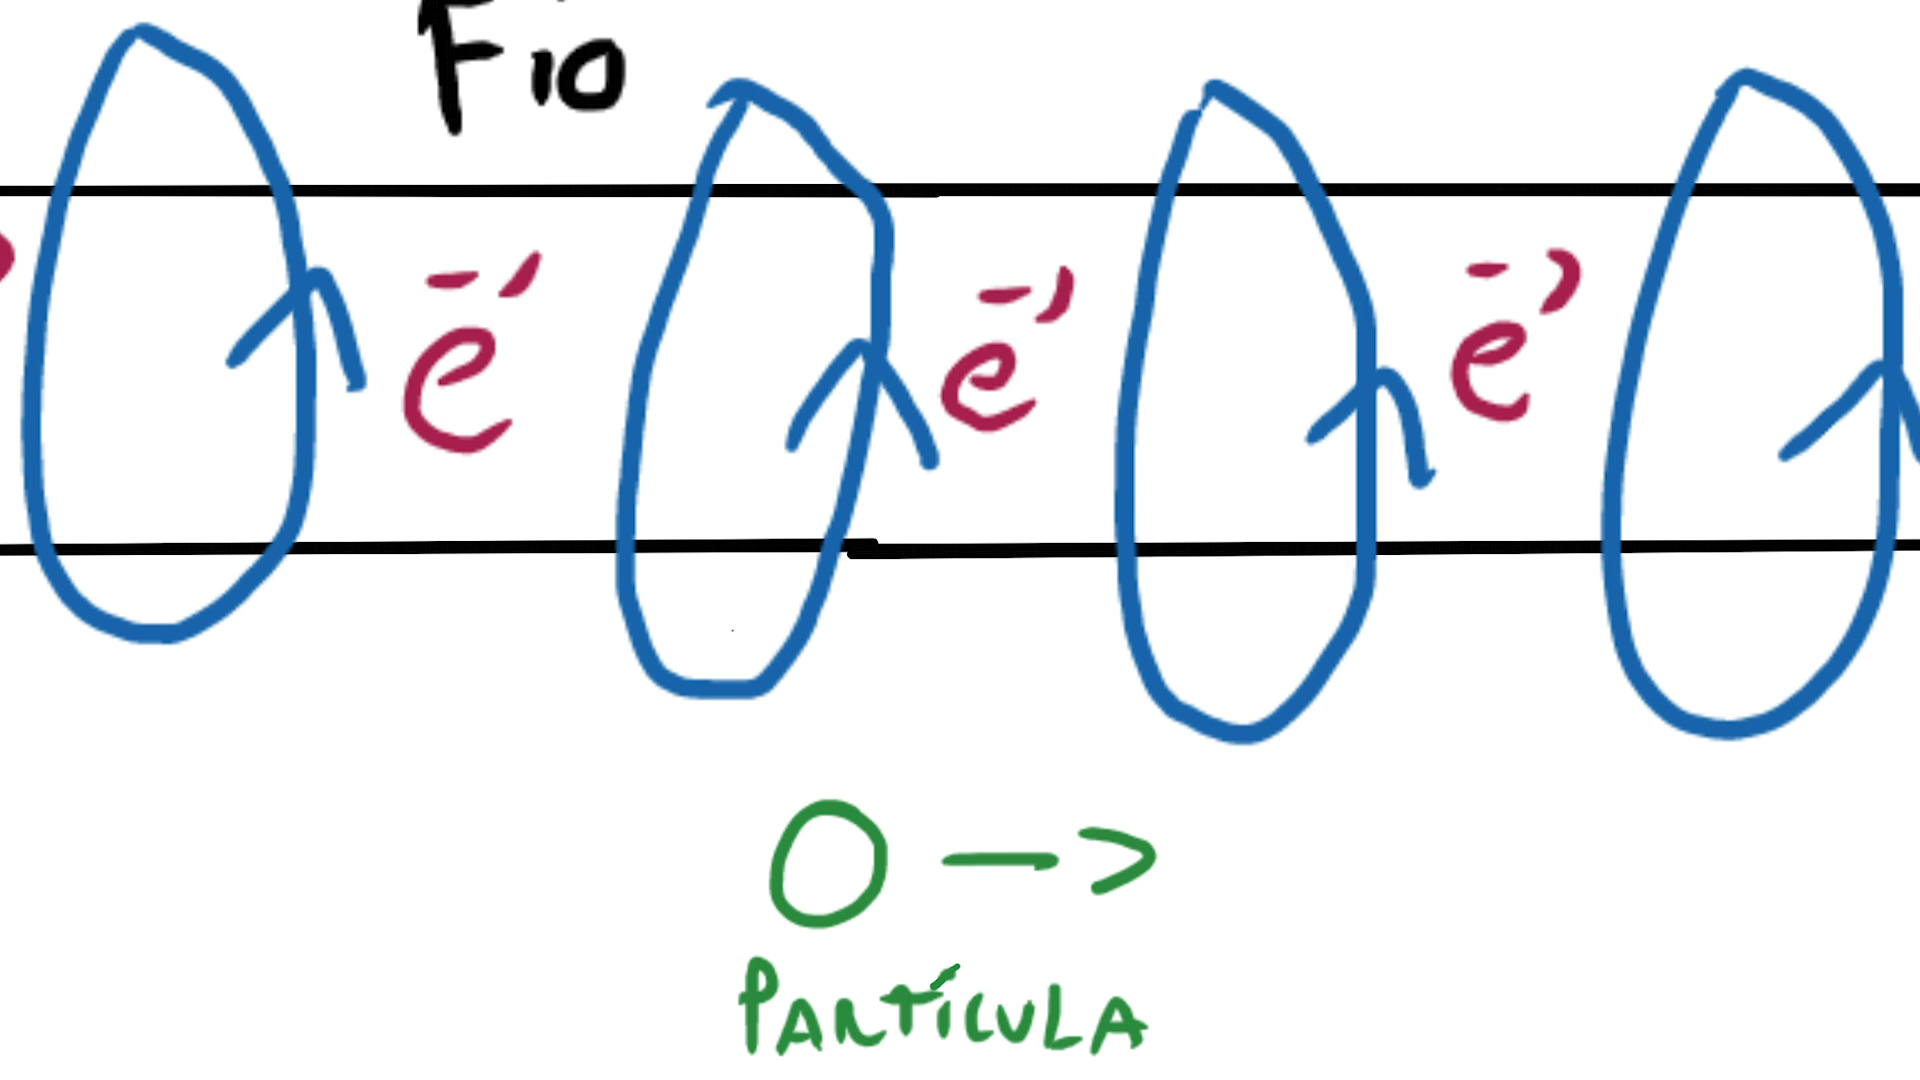 Fio
e⁻’ e⁻’ e⁻’
O —>
PARTÍCULA